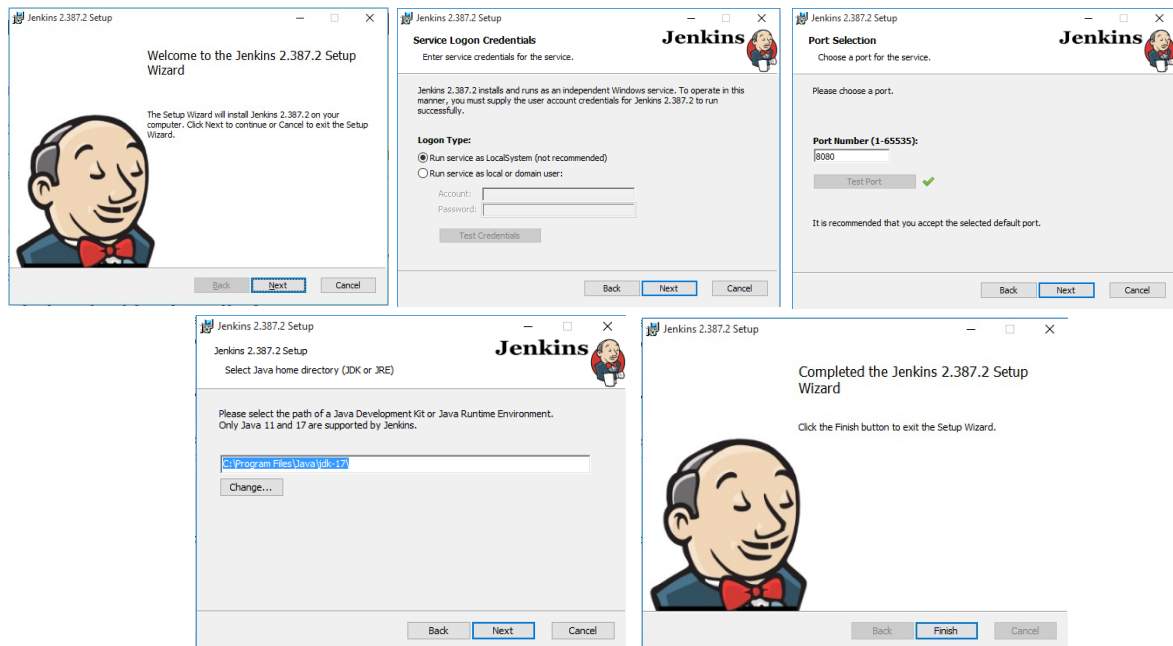 Jenkins 2.387.2 Setup
Welcome to the Jenkins 2.387.2 Setup
Wizard
The Setup Wizard will install Jenkins 2.387.2 on your
computer. Click Next to continue or Cancel to exit the Setup
Wizard.
Back Next Cancel
Jenkins 2.387.2 Setup
Service Logon Credentials
Enter service credentials for the service.
Jenkins
Jenkins 2.387.2 installs and runs as an independent Windows service. To operate in this
manner, you must supply the user account credentials for Jenkins 2.387.2 to run
successfully.
Logon Type:
Run service as LocalSystem (not recommended)
Run service as local or domain user:
Account:
Password:
Test Credentials
Back Next Cancel
Jenkins 2.387.2 Setup
Port Selection
Choose a port for the service.
Jenkins
Please choose a port.
Port Number (1-65535):
8080
Test Port
It is recommended that you accept the selected default port.
Back Next Cancel
Jenkins 2.387.2 Setup
Jenkins 2.387.2 Setup
Select Java home directory (JDK or JRE)
Jenkins
Please select the path of a Java Development Kit or Java Runtime Environment.
Only Java 11 and 17 are supported by Jenkins.
C:\Program Files\Java\jdk-17\
Change...
Back Next Cancel
Jenkins 2.387.2 Setup
Completed the Jenkins 2.387.2 Setup
Wizard
Click the Finish button to exit the Setup Wizard.
Back Finish Cancel